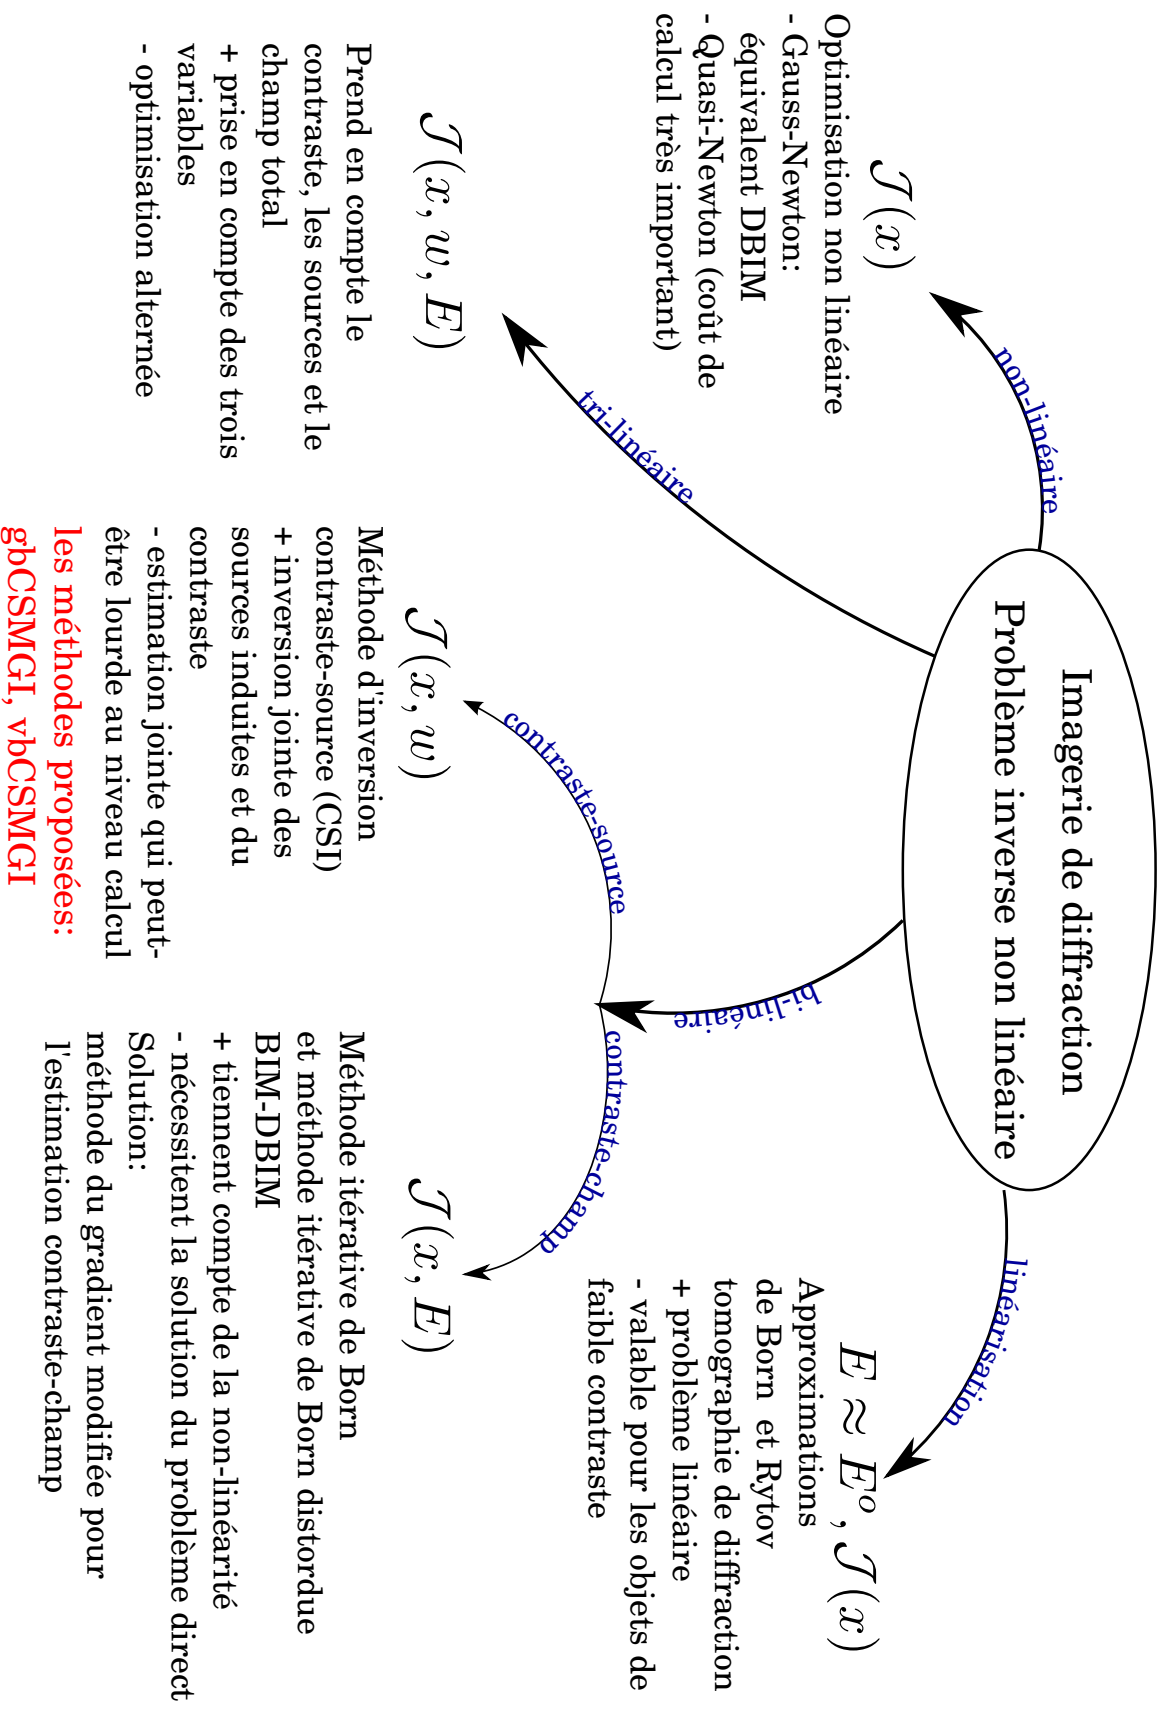 Imagerie de diffraction
Problème inverse non linéaire
non-linéaire
tri-linéaire
bi-linéaire
linéarisation
contraste-source
contraste-champ
𝒥(x)
Optimisation non linéaire
- Gauss-Newton:
équivalent DBIM
- Quasi-Newton (coût de
calcul très important)
𝒥(x, w, E)
Prend en compte le
contraste, les sources et le
champ total
+ prise en compte des trois
variables
- optimisation alternée
𝒥(x, w)
Méthode d'inversion
contraste-source (CSI)
+ inversion jointe des
sources induites et du
contraste
- estimation jointe qui peut-
être lourde au niveau calcul
les méthodes proposées:
gbCSMGI, vbCSMGI
𝒥(x, E)
Méthode itérative de Born
et méthode itérative de Born distordue
BIM-DBIM
+ tiennent compte de la non-linéarité
- nécessitent la solution du problème direct
Solution:
méthode du gradient modifiée pour
l'estimation contraste-champ
E ≈ Eᵒ, 𝒥(x)
Approximations
de Born et Rytov
tomographie de diffraction
+ problème linéaire
- valable pour les objets de
faible contraste